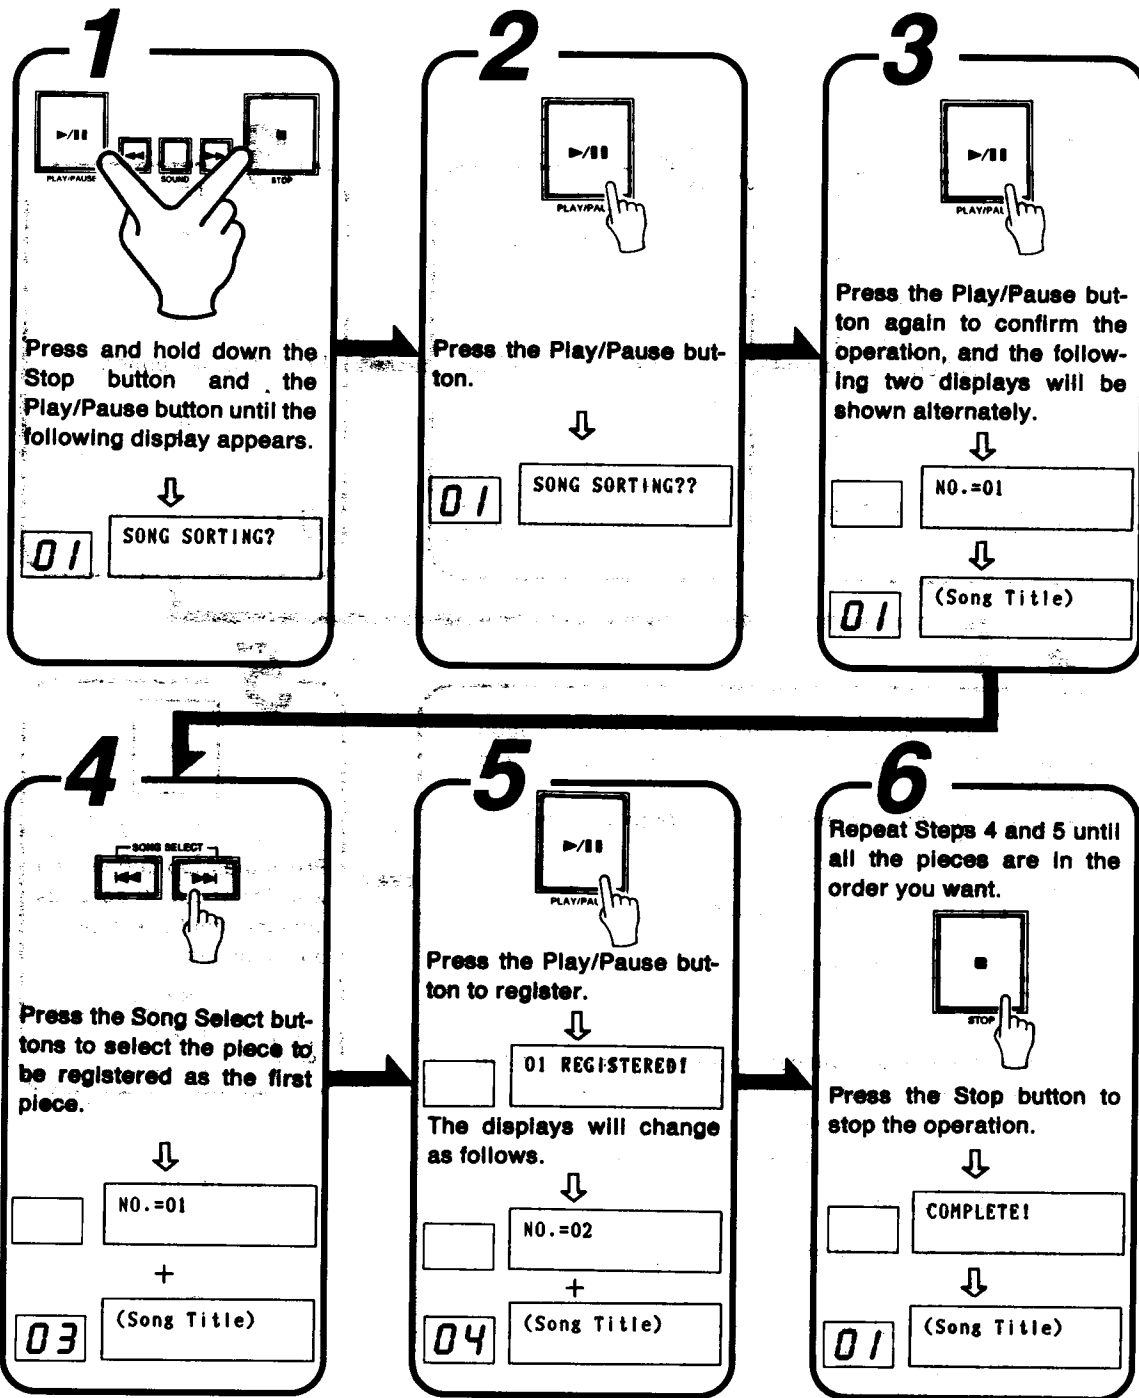 1
▶/▮▮
◀◀
▶▶
■
PLAY/PAUSE
SOUND
STOP
Press and hold down the
Stop button and the
Play/Pause button until the
following display appears.
01
SONG SORTING?
2
▶/▮▮
PLAY/PAU
Press the Play/Pause but-
ton.
01
SONG SORTING??
3
▶/▮▮
PLAY/PAU
Press the Play/Pause but-
ton again to confirm the
operation, and the follow-
ing two displays will be
shown alternately.
NO.=01
01
(Song Title)
4
SONG SELECT
Press the Song Select but-
tons to select the piece to
be registered as the first
piece.
NO.=01
+
03
(Song Title)
5
▶/▮▮
PLAY/PAU
Press the Play/Pause but-
ton to register.
01 REGISTERED!
The displays will change
as follows.
NO.=02
+
04
(Song Title)
6
Repeat Steps 4 and 5 until
all the pieces are in the
order you want.
■
STOP
Press the Stop button to
stop the operation.
COMPLETE!
01
(Song Title)